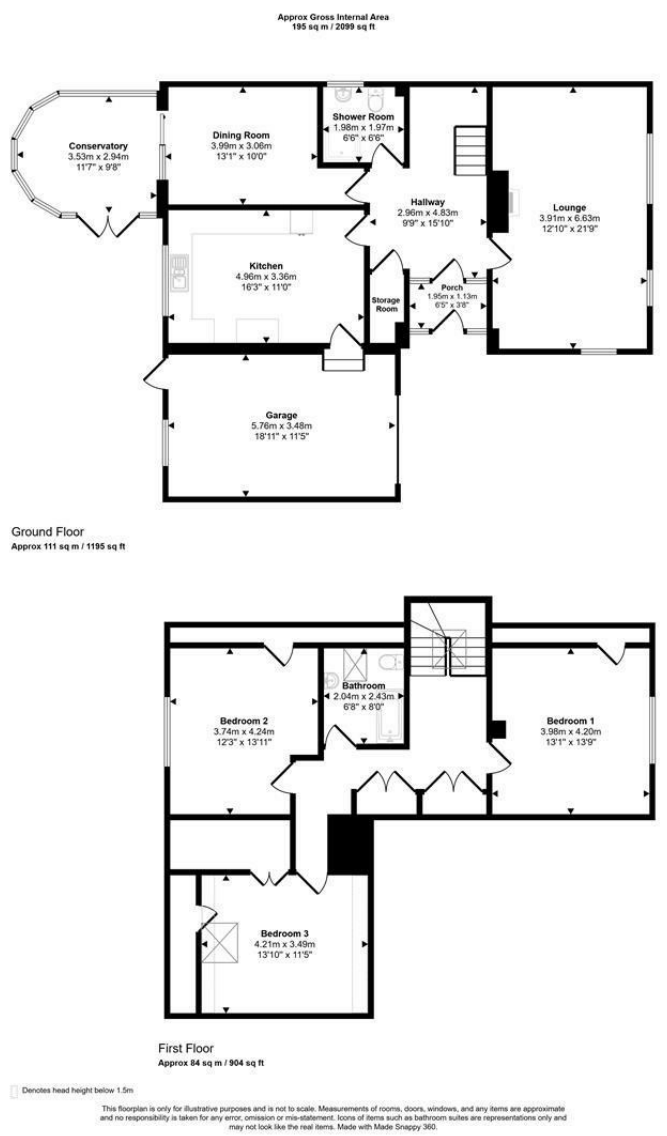 Approx Gross Internal Area
195 sq m / 2099 sq ft
Conservatory
3.53m x 2.94m
11'7" x 9'8"
Dining Room
3.99m x 3.06m
13'1" x 10'0"
Shower Room
1.98m x 1.97m
6'6" x 6'6"
Hallway
2.96m x 4.83m
9'9" x 15'10"
Lounge
3.91m x 6.63m
12'10" x 21'9"
Kitchen
4.96m x 3.36m
16'3" x 11'0"
Storage
Room
Porch
1.95m x 1.13m
6'5" x 3'8"
Garage
5.76m x 3.48m
18'11" x 11'5"
Ground Floor
Approx 111 sq m / 1195 sq ft
Bathroom
2.04m x 2.43m
6'8" x 8'0"
Bedroom 2
3.74m x 4.24m
12'3" x 13'11"
Bedroom 1
3.98m x 4.20m
13'1" x 13'9"
Bedroom 3
4.21m x 3.49m
13'10" x 11'5"
First Floor
Approx 84 sq m / 904 sq ft
Denotes head height below 1.5m
This floorplan is only for illustrative purposes and is not to scale. Measurements of rooms, doors, windows, and any items are approximate
and no responsibility is taken for any error, omission or mis-statement. Icons of items such as bathroom suites are representations only and
may not look like the real items. Made with Made Snappy 360.